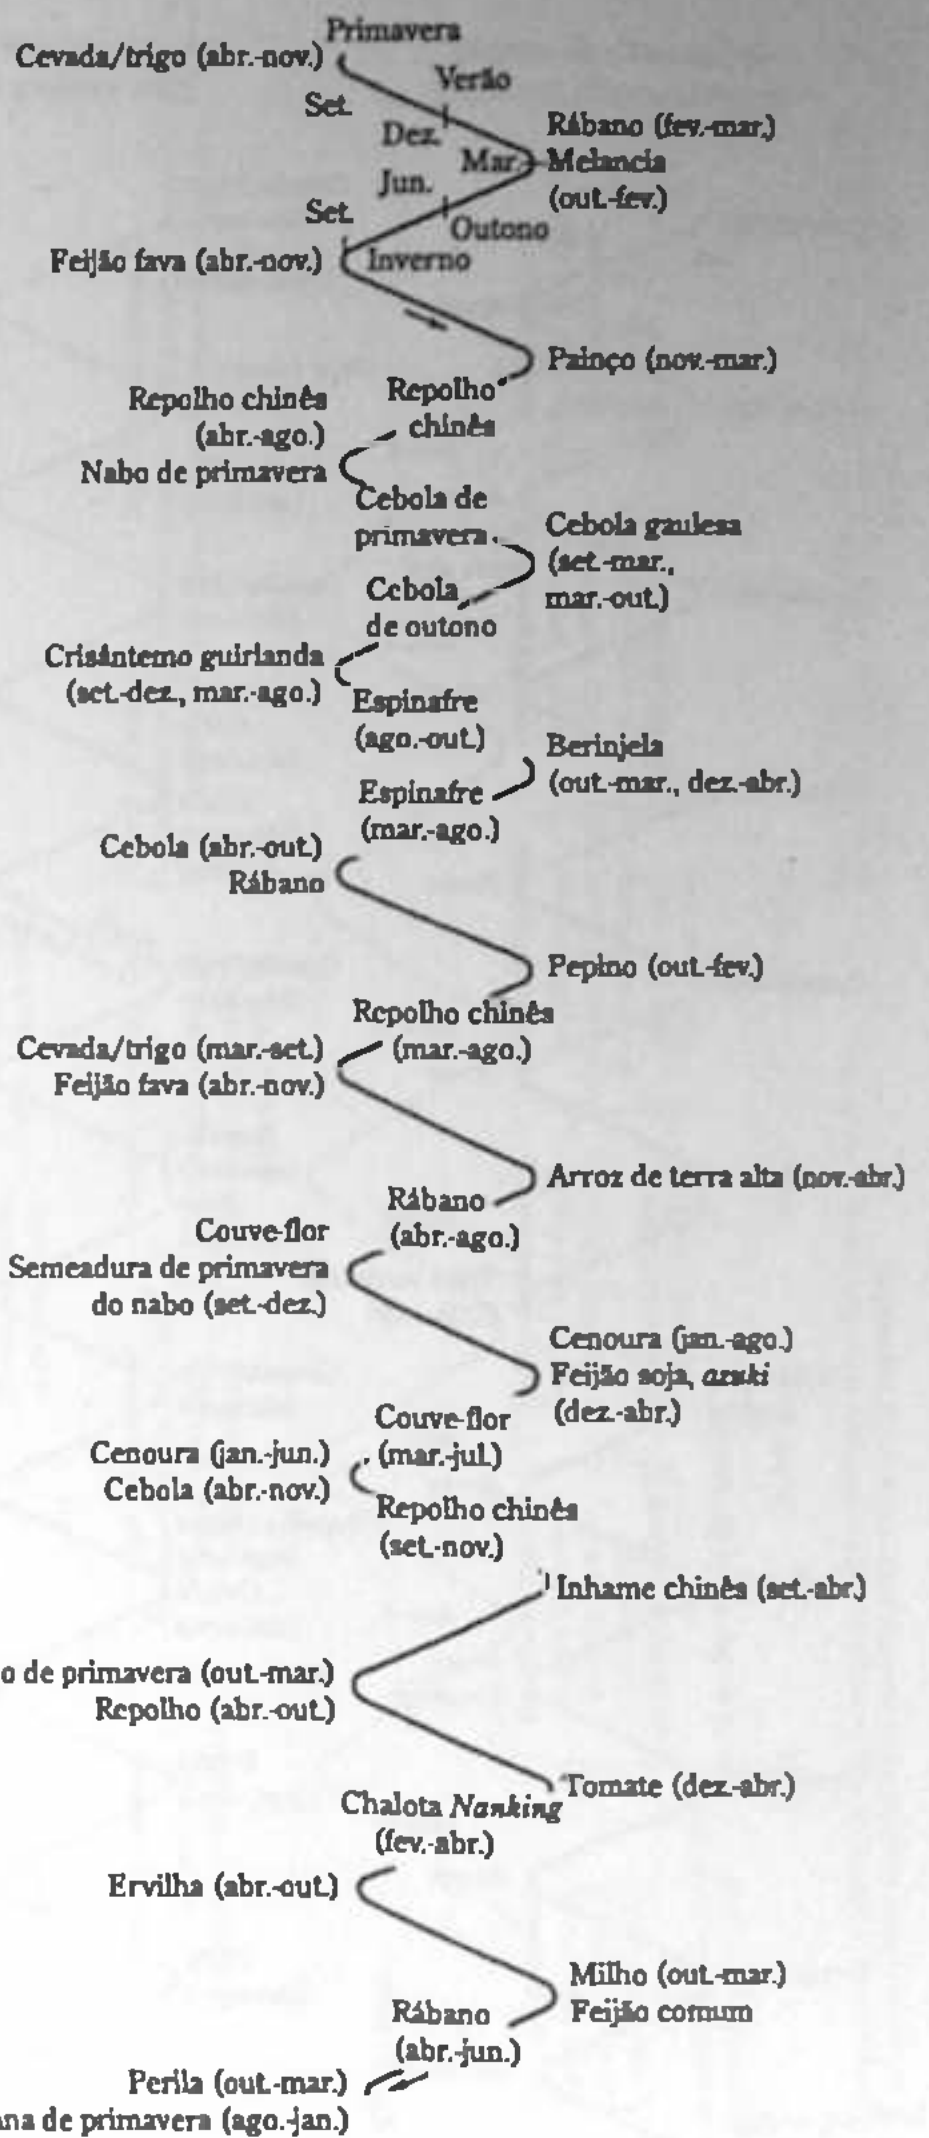 Primavera
Cevada/trigo (abr.-nov.)
Verão
Set.
Dez.
Rábano (fev.-mar.)
Mar.
Melancia
(out.-fev.)
Jun.
Set.
Outono
Feijão fava (abr.-nov.)
Inverno
Painço (nov.-mar.)
Repolho chinês
(abr.-ago.)
Nabo de primavera
Repolho
chinês
Cebola de
primavera
Cebola gaulesa
(set.-mar.,
mar.-out.)
Cebola
de outono
Crisântemo guirlanda
(set.-dez., mar.-ago.)
Espinafre
(ago.-out.)
Berinjela
(out.-mar., dez.-abr.)
Espinafre
(mar.-ago.)
Cebola (abr.-out.)
Rábano
Pepino (out.-fev.)
Repolho chinês
(mar.-ago.)
Cevada/trigo (mar.-set.)
Feijão fava (abr.-nov.)
Arroz de terra alta (nov.-abr.)
Rábano
(abr.-ago.)
Couve-flor
Semeadura de primavera
do nabo (set.-dez.)
Cenoura (jan.-ago.)
Feijão soja, azuki
(dez.-abr.)
Couve-flor
(mar.-jul.)
Cenoura (jan.-jun.)
Cebola (abr.-nov.)
Repolho chinês
(set.-nov.)
Inhame chinês (set.-abr.)
o de primavera (out.-mar.)
Repolho (abr.-out.)
Tomate (dez.-abr.)
Chalota Nanking
(fev.-abr.)
Ervilha (abr.-out.)
Milho (out.-mar.)
Feijão comum
Rábano
(abr.-jun.)
Perila (out.-mar.)
ana de primavera (ago.-jan.)